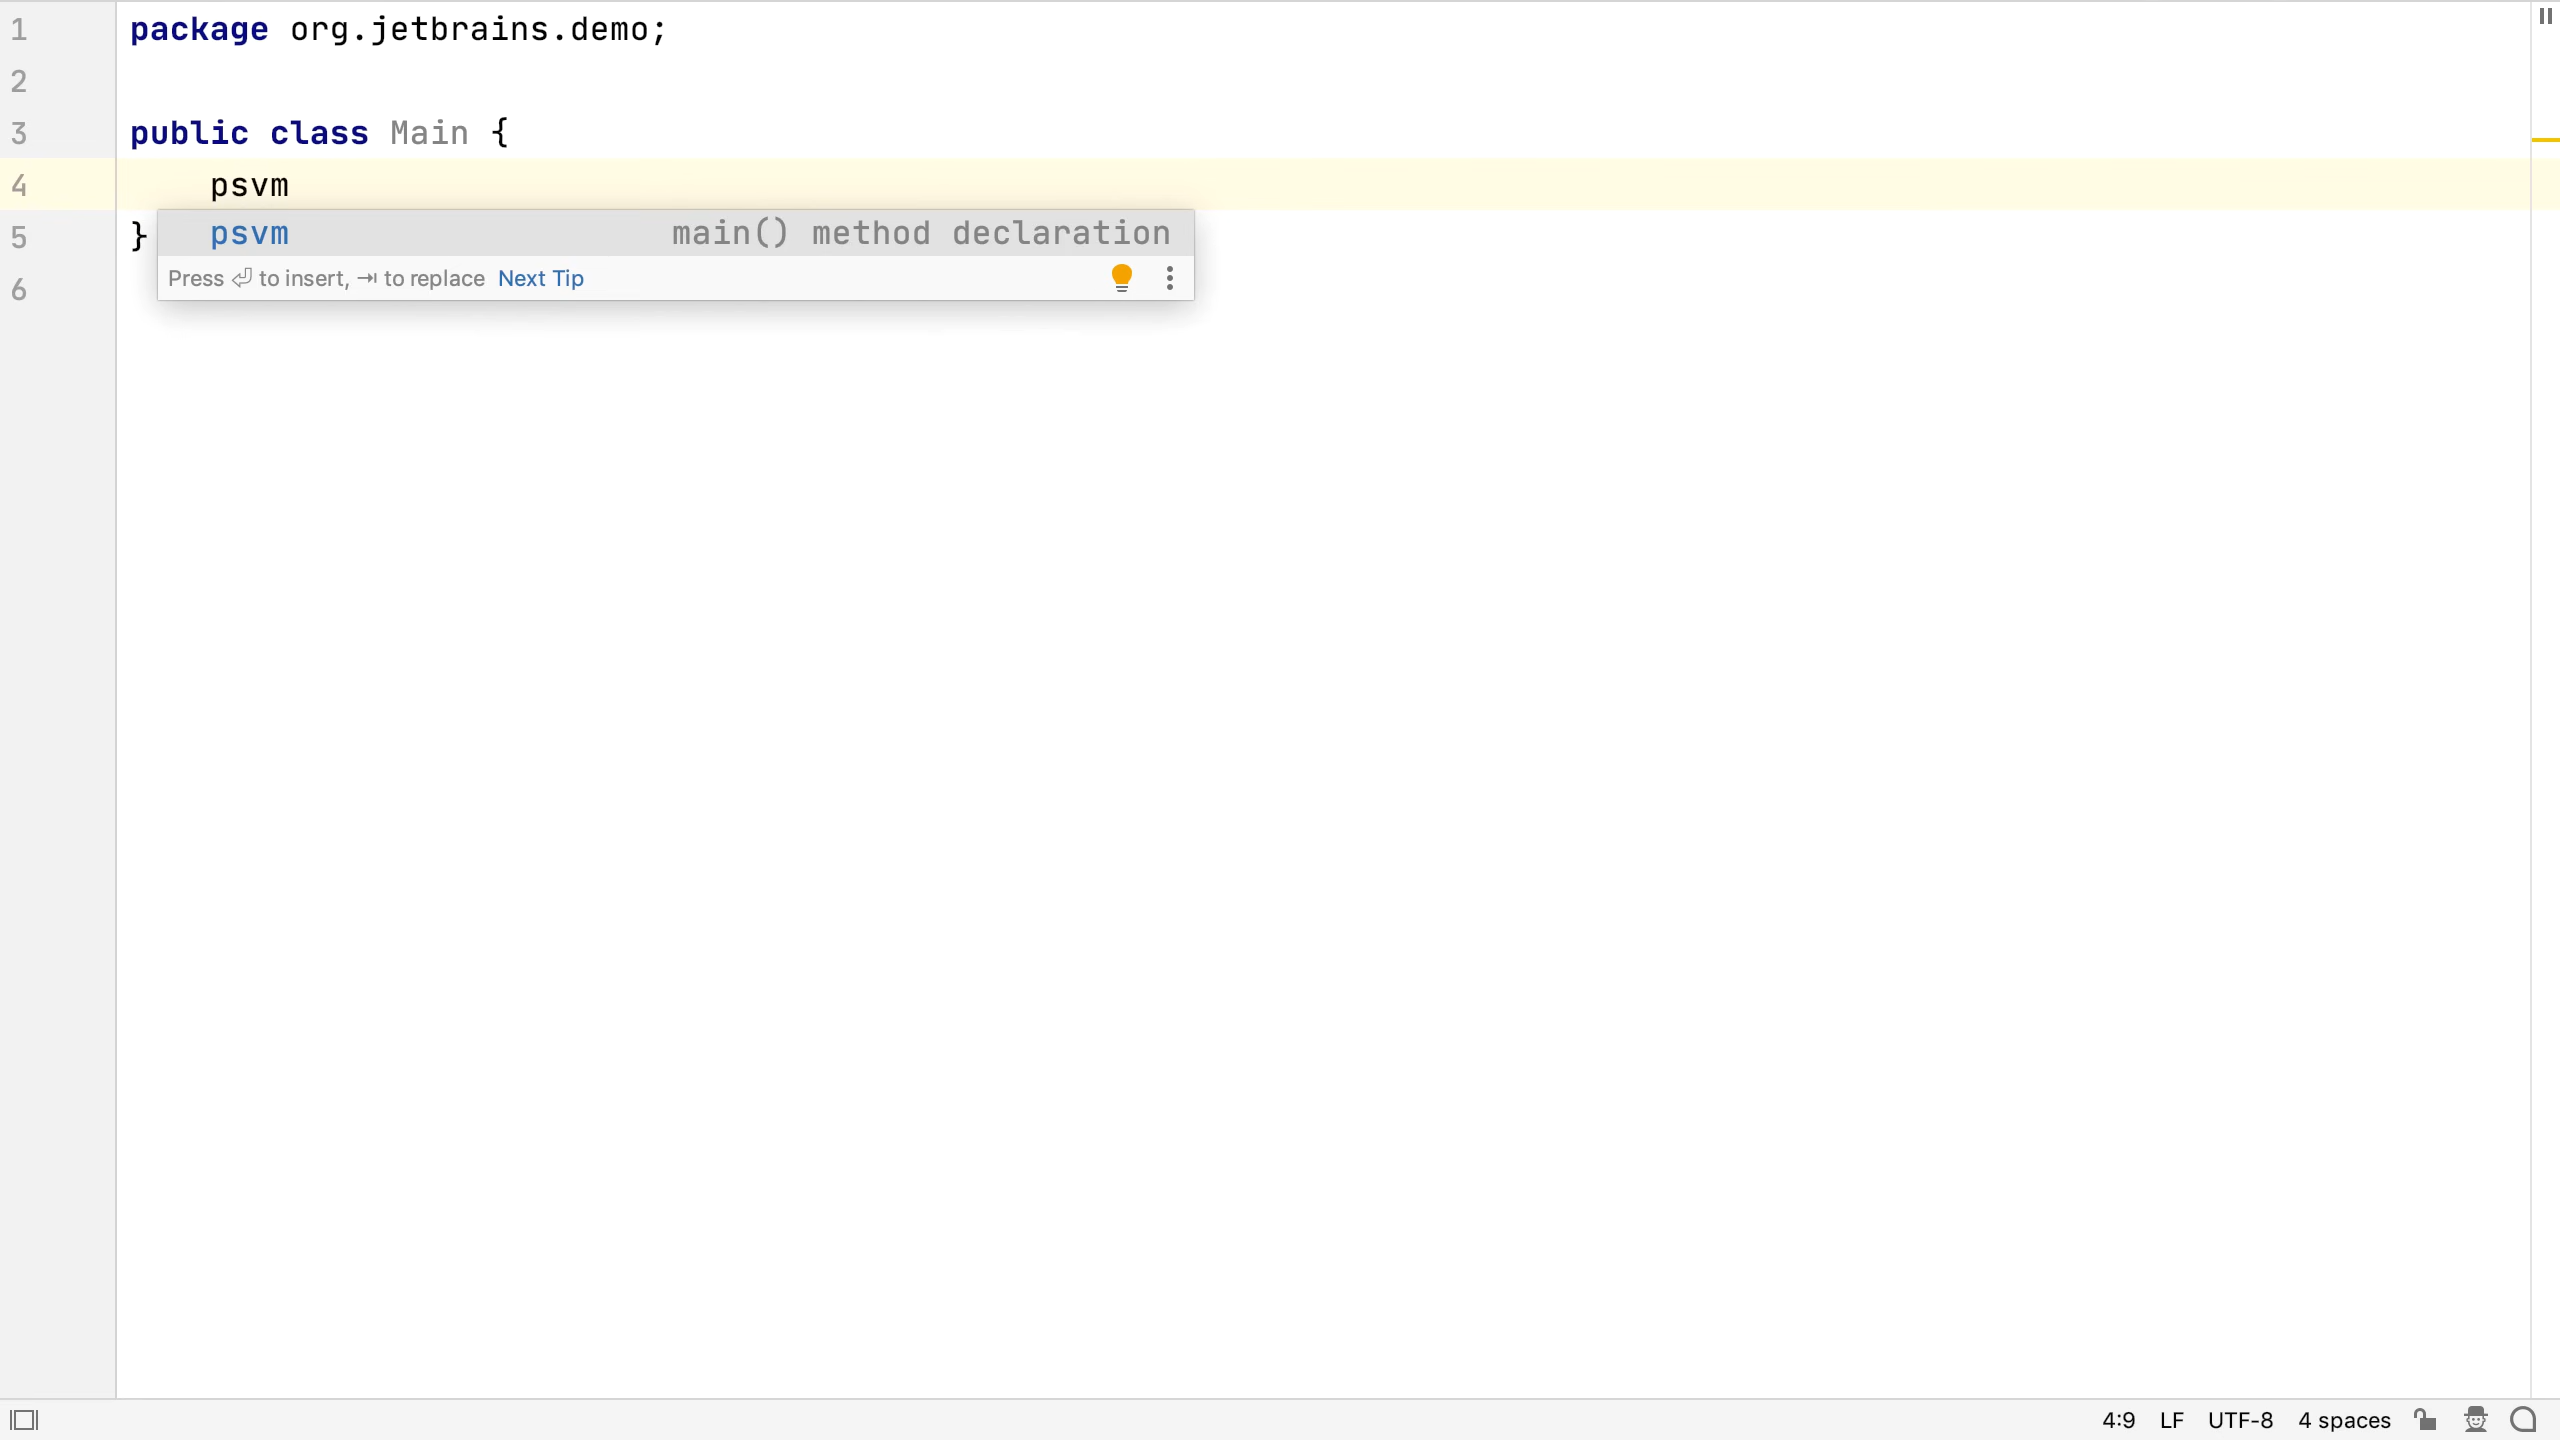 1 package org.jetbrains.demo;
2
3 public class Main {
4 psvm
psvm main() method declaration
5 }
Press ⏎ to insert, ⇥ to replace Next Tip
6
4:9 LF UTF-8 4 spaces